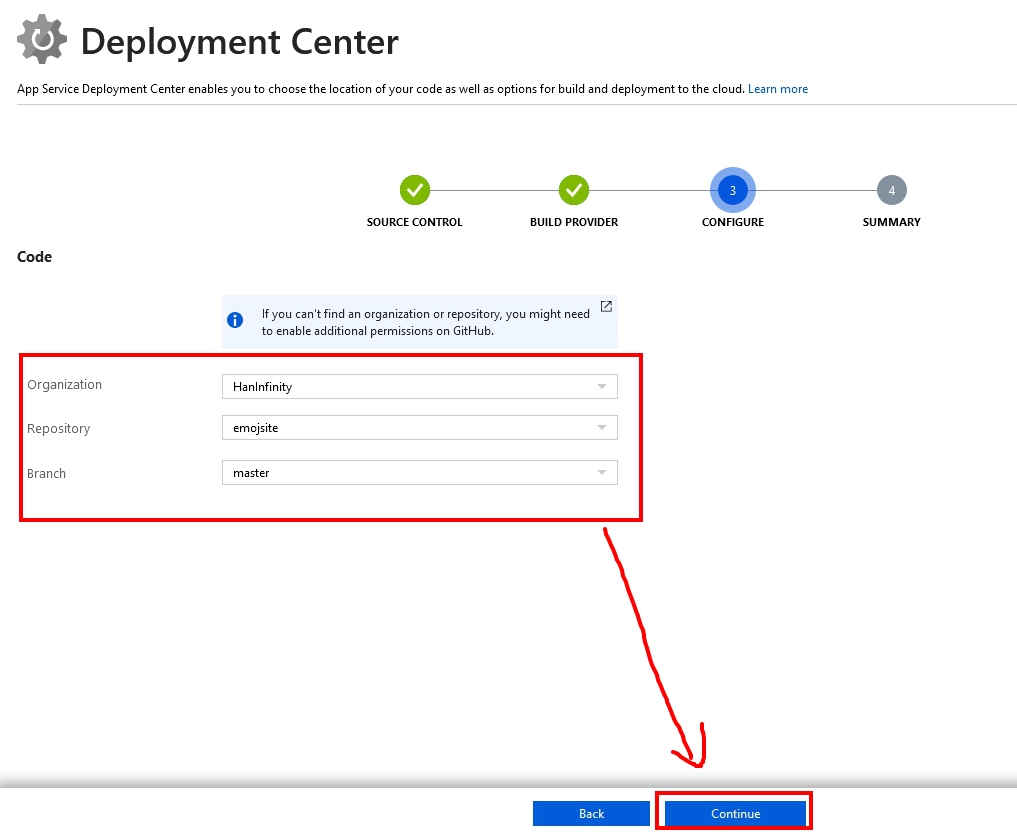 Deployment Center
App Service Deployment Center enables you to choose the location of your code as well as options for build and deployment to the cloud. Learn more
3
4
SOURCE CONTROL
BUILD PROVIDER
CONFIGURE
SUMMARY
Code
If you can't find an organization or repository, you might need
to enable additional permissions on GitHub.
Organization
HanInfinity
Repository
emojsite
Branch
master
Back
Continue